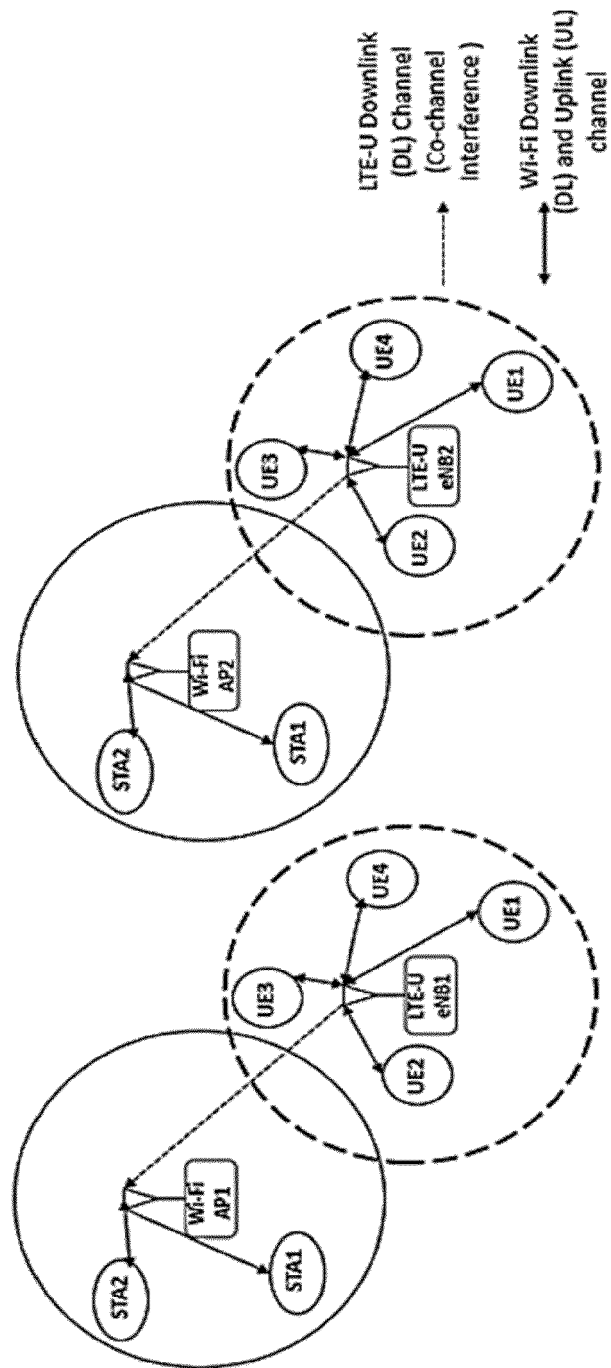 STA2
Wi-Fi
AP1
STA1
UE3
UE2
LTE-U
eNB1
UE4
UE1
STA2
Wi-Fi
AP2
STA1
UE3
UE2
LTE-U
eNB2
UE4
UE1
LTE-U Downlink
(DL) Channel
(Co-channel
Interference )
Wi-Fi Downlink
(DL) and Uplink (UL)
channel